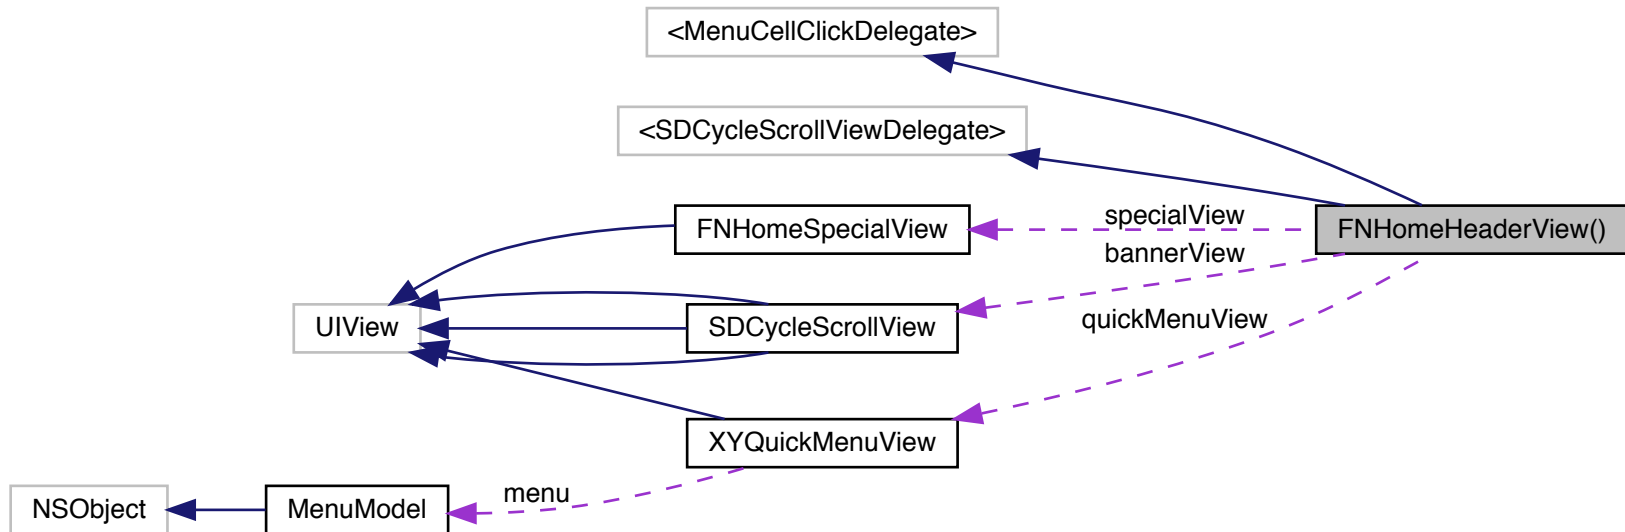 <MenuCellClickDelegate>
<SDCycleScrollViewDelegate>
FNHomeSpecialView
specialView
FNHomeHeaderView()
bannerView
UIView
SDCycleScrollView
quickMenuView
XYQuickMenuView
NSObject
MenuModel
menu